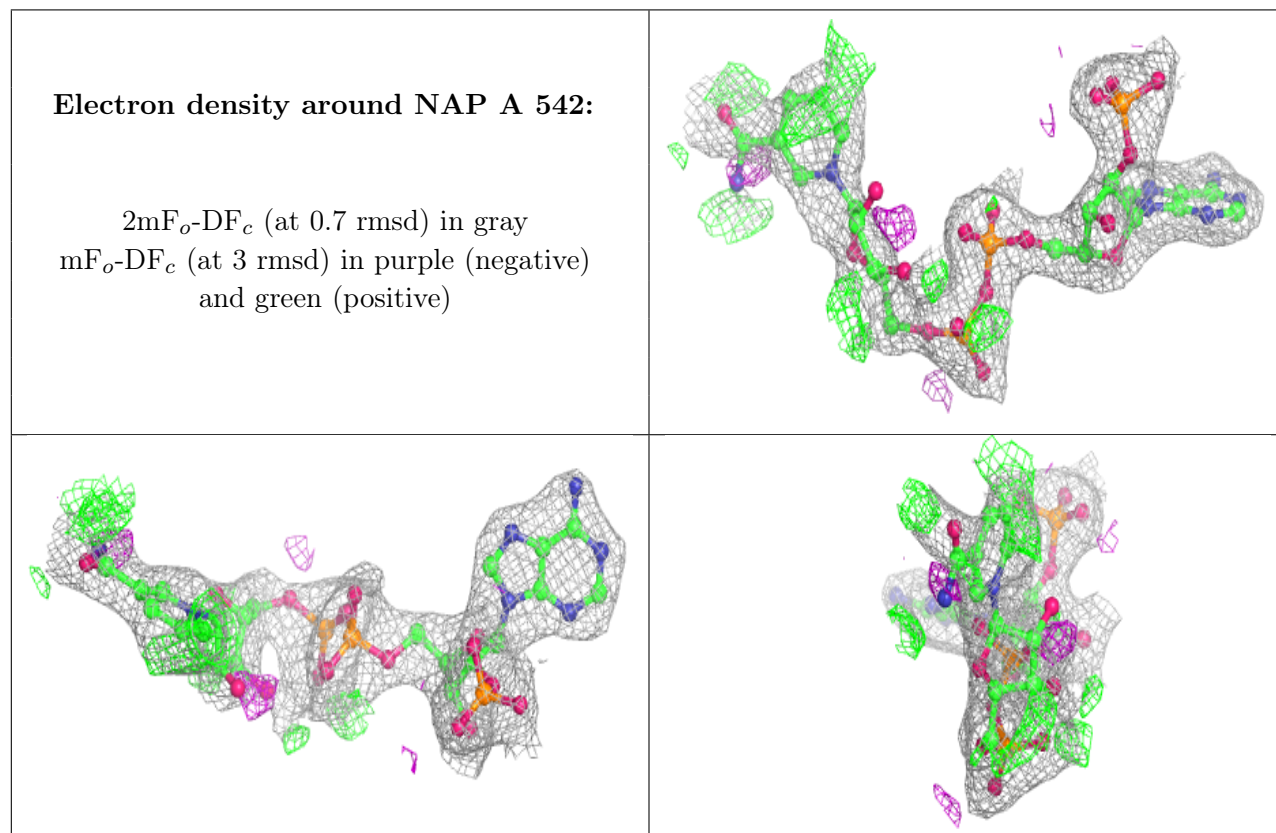 Electron density around NAP A 542:
2mFo-DFc (at 0.7 rmsd) in gray
mFo-DFc (at 3 rmsd) in purple (negative)
and green (positive)